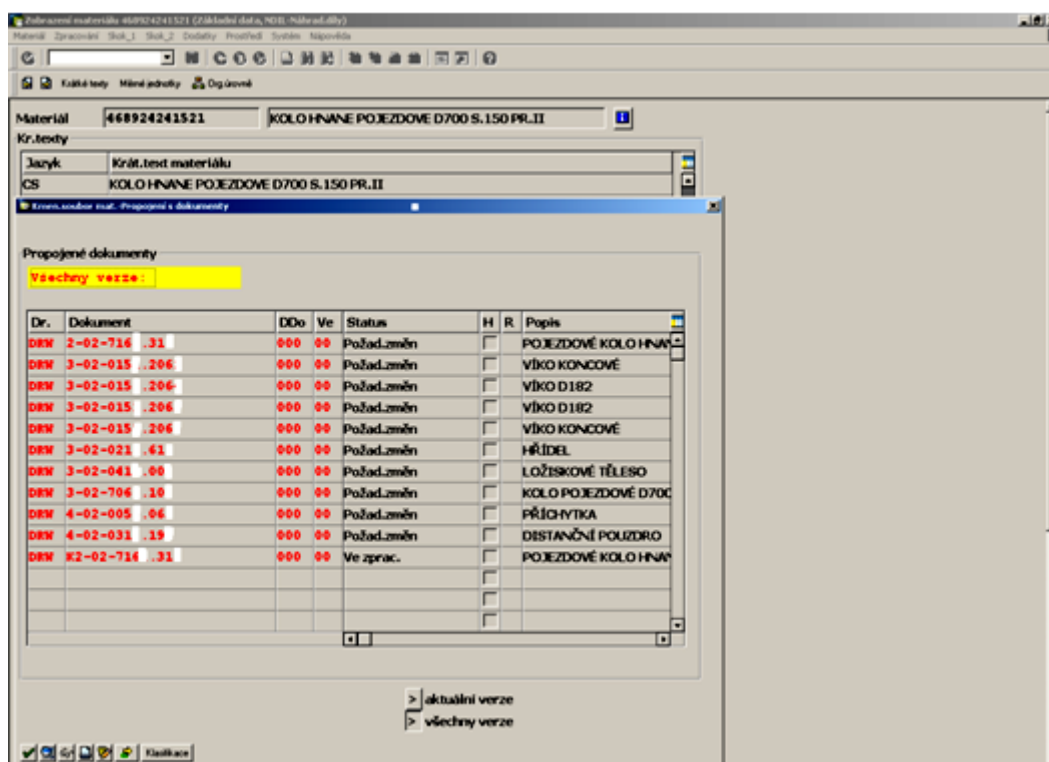 Zobrazení materiálu 468924241521 (Základní data, NDIL-Náhrad.díly)
Materiál Zpracování Skok_1 Skok_2 Dodatky Prostředí Systém Nápověda
Krátké texty Měrné jednotky Org.úrovně
Materiál 468924241521 KOLO HNANE POJEZDOVE D700 S.150 PR.II
Kr.texty
Jazyk Krát.text materiálu
CS KOLO HNANE POJEZDOVE D700 S.150 PR.II
Kmen.soubor mat.-Propojení s dokumenty
Propojené dokumenty
Všechny verze:
Dr. Dokument DDo Ve Status H R Popis
DRW 2-02-716 .31 000 00 Požad.změn POJEZDOVÉ KOLO HNAN
DRW 3-02-015 .206 000 00 Požad.změn VÍKO KONCOVÉ
DRW 3-02-015 .206 000 00 Požad.změn VÍKO D182
DRW 3-02-015 .206 000 00 Požad.změn VÍKO D182
DRW 3-02-015 .206 000 00 Požad.změn VÍKO KONCOVÉ
DRW 3-02-021 .61 000 00 Požad.změn HŘÍDEL
DRW 3-02-041 .00 000 00 Požad.změn LOŽISKOVÉ TĚLESO
DRW 3-02-706 .10 000 00 Požad.změn KOLO POJEZDOVÉ D700
DRW 4-02-005 .06 000 00 Požad.změn PŘÍCHYTKA
DRW 4-02-031 .19 000 00 Požad.změn DISTANČNÍ POUZDRO
DRW K2-02-716 .31 000 00 Ve zprac. POJEZDOVÉ KOLO HNAN
> aktuální verze
> všechny verze
Klasifikace